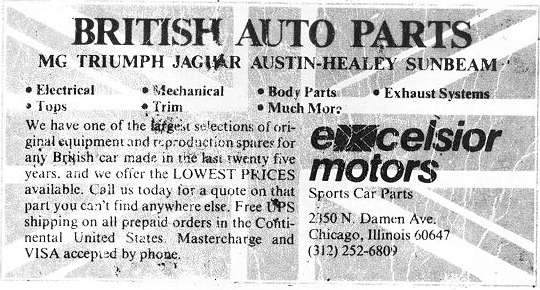 BRITISH AUTO PARTS
MG TRIUMPH JAGUAR AUSTIN-HEALEY SUNBEAM
• Electrical • Mechanical • Body Parts • Exhaust Systems
• Tops • Trim • Much More
We have one of the largest selections of ori-
ginal equipment and reproduction spares for
any British car made in the last twenty five
years, and we offer the LOWEST PRICES
available. Call us today for a quote on that
part you can't find anywhere else. Free UPS
shipping on all prepaid orders in the Conti-
nental United States. Mastercharge and
VISA accepted by phone.
excelsior
motors
Sports Car Parts
2350 N. Damen Ave.
Chicago, Illinois 60647
(312) 252-6809